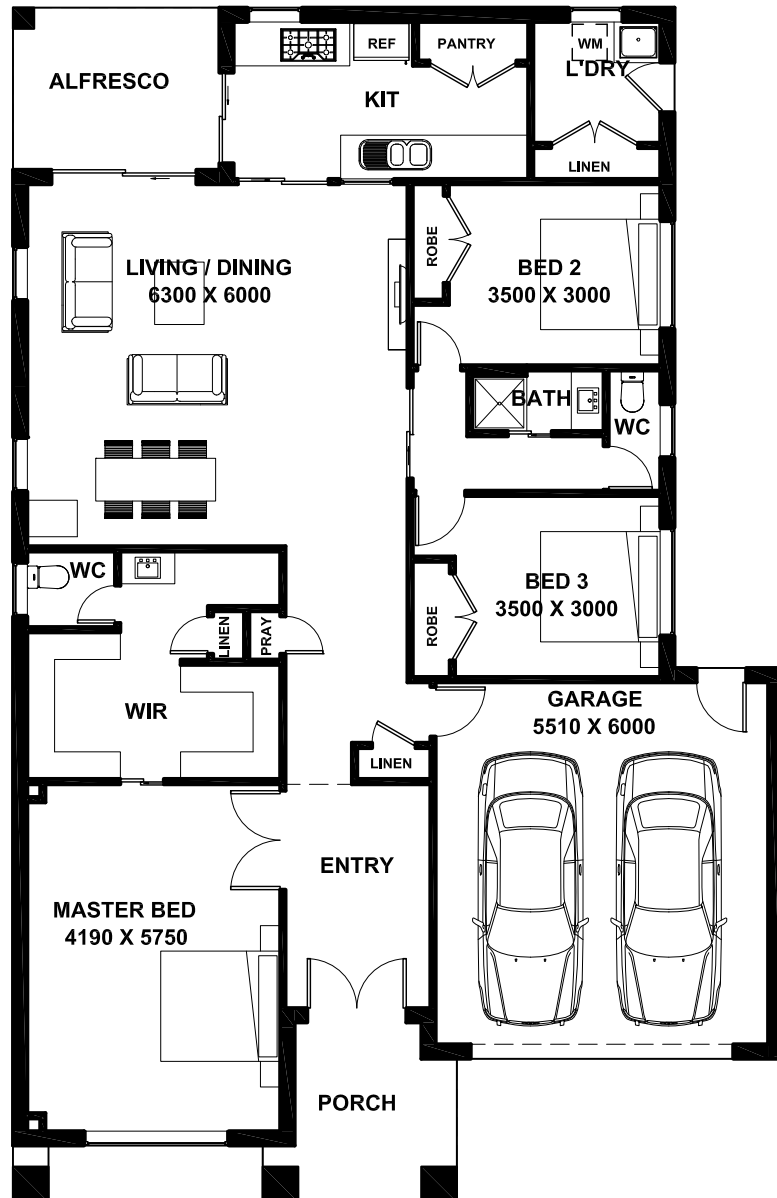 REF
PANTRY
WM
L'DRY
ALFRESCO
KIT
LINEN
ROBE
BED 2
3500 X 3000
LIVING / DINING
6300 X 6000
BATH
WC
WC
BED 3
3500 X 3000
ROBE
LINEN
PRAY
WIR
GARAGE
5510 X 6000
LINEN
ENTRY
MASTER BED
4190 X 5750
PORCH